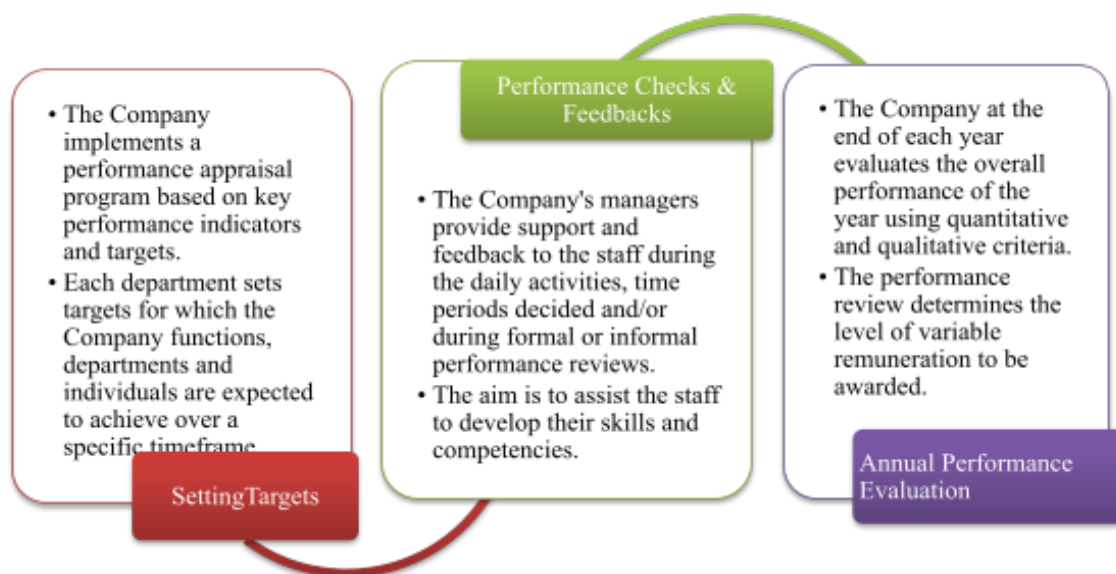 • The Company
implements a
performance appraisal
program based on key
performance indicators
and targets.
• Each department sets
targets for which the
Company functions,
departments and
individuals are expected
to achieve over a
specific timeframe
SettingTargets
Performance Checks &
Feedbacks
• The Company's managers
provide support and
feedback to the staff during
the daily activities, time
periods decided and/or
during formal or informal
performance reviews.
• The aim is to assist the staff
to develop their skills and
competencies.
• The Company at the
end of each year
evaluates the overall
performance of the
year using quantitative
and qualitative criteria.
• The performance
review determines the
level of variable
remuneration to be
awarded.
Annual Performance
Evaluation